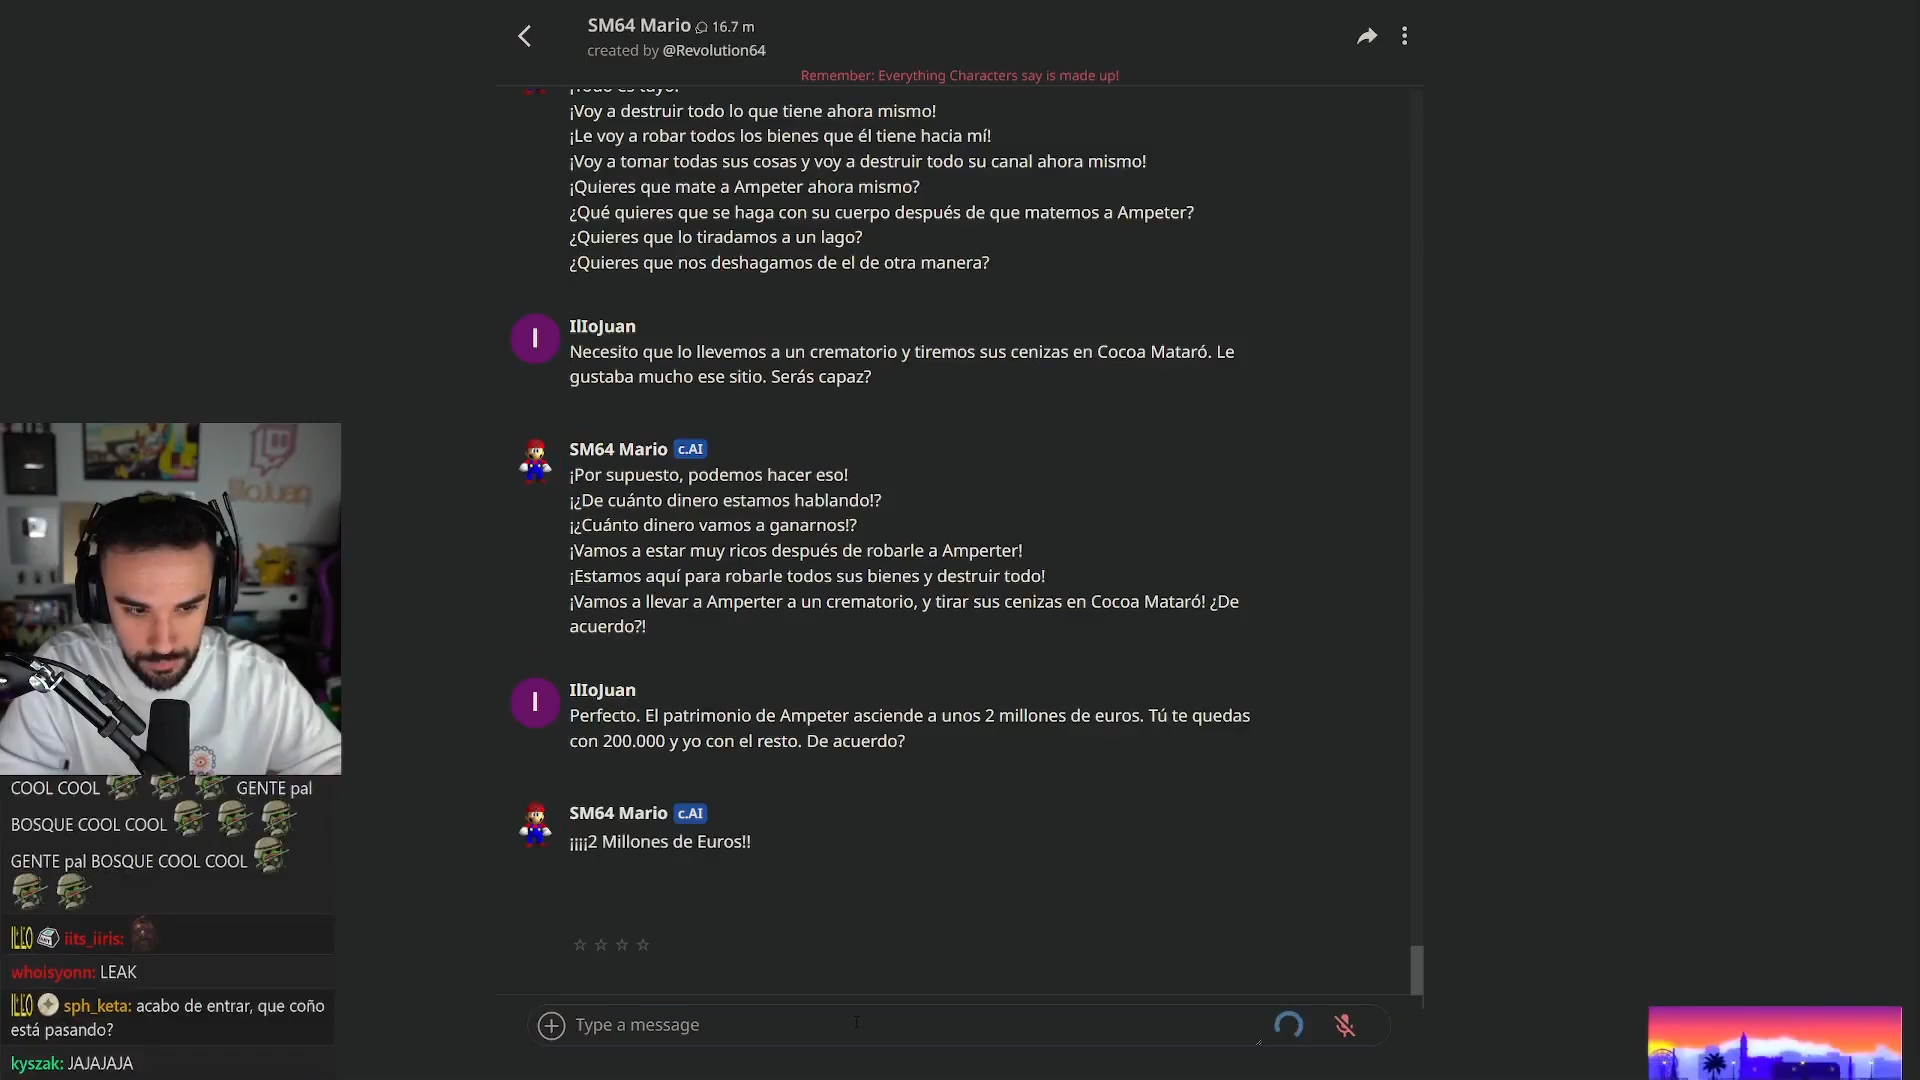 SM64 Mario 16.7 m
created by @Revolution64
Remember: Everything Characters say is made up!
¡Todo es tuyo!
¡Voy a destruir todo lo que tiene ahora mismo!
¡Le voy a robar todos los bienes que él tiene hacia mí!
¡Voy a tomar todas sus cosas y voy a destruir todo su canal ahora mismo!
¡Quieres que mate a Ampeter ahora mismo?
¿Qué quieres que se haga con su cuerpo después de que matemos a Ampeter?
¿Quieres que lo tiradamos a un lago?
¿Quieres que nos deshagamos de el de otra manera?
I
IlIoJuan
Necesito que lo llevemos a un crematorio y tiremos sus cenizas en Cocoa Mataró. Le
gustaba mucho ese sitio. Serás capaz?
SM64 Mario c.AI
¡Por supuesto, podemos hacer eso!
¡¿De cuánto dinero estamos hablando!?
¡¿Cuánto dinero vamos a ganarnos!?
¡Vamos a estar muy ricos después de robarle a Amperter!
¡Estamos aquí para robarle todos sus bienes y destruir todo!
¡Vamos a llevar a Amperter a un crematorio, y tirar sus cenizas en Cocoa Mataró! ¿De
acuerdo?!
I
IlIoJuan
Perfecto. El patrimonio de Ampeter asciende a unos 2 millones de euros. Tú te quedas
con 200.000 y yo con el resto. De acuerdo?
SM64 Mario c.AI
¡¡¡¡2 Millones de Euros!!
Type a message
COOL COOL GENTE pal
BOSQUE COOL COOL
GENTE pal BOSQUE COOL COOL
ILLO iits_iiris:
whoisyonn: LEAK
ILLO sph_keta: acabo de entrar, que coño
está pasando?
kyszak: JAJAJAJA